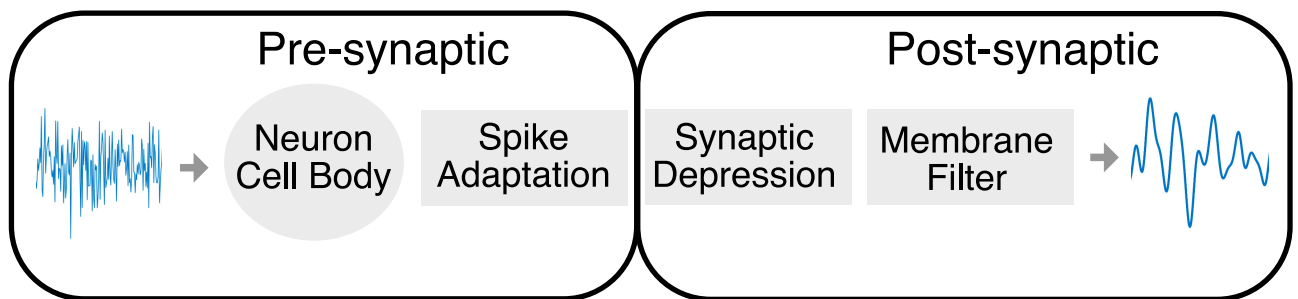 Pre-synaptic
Post-synaptic
Neuron
Cell Body
Spike
Adaptation
Synaptic
Depression
Membrane
Filter